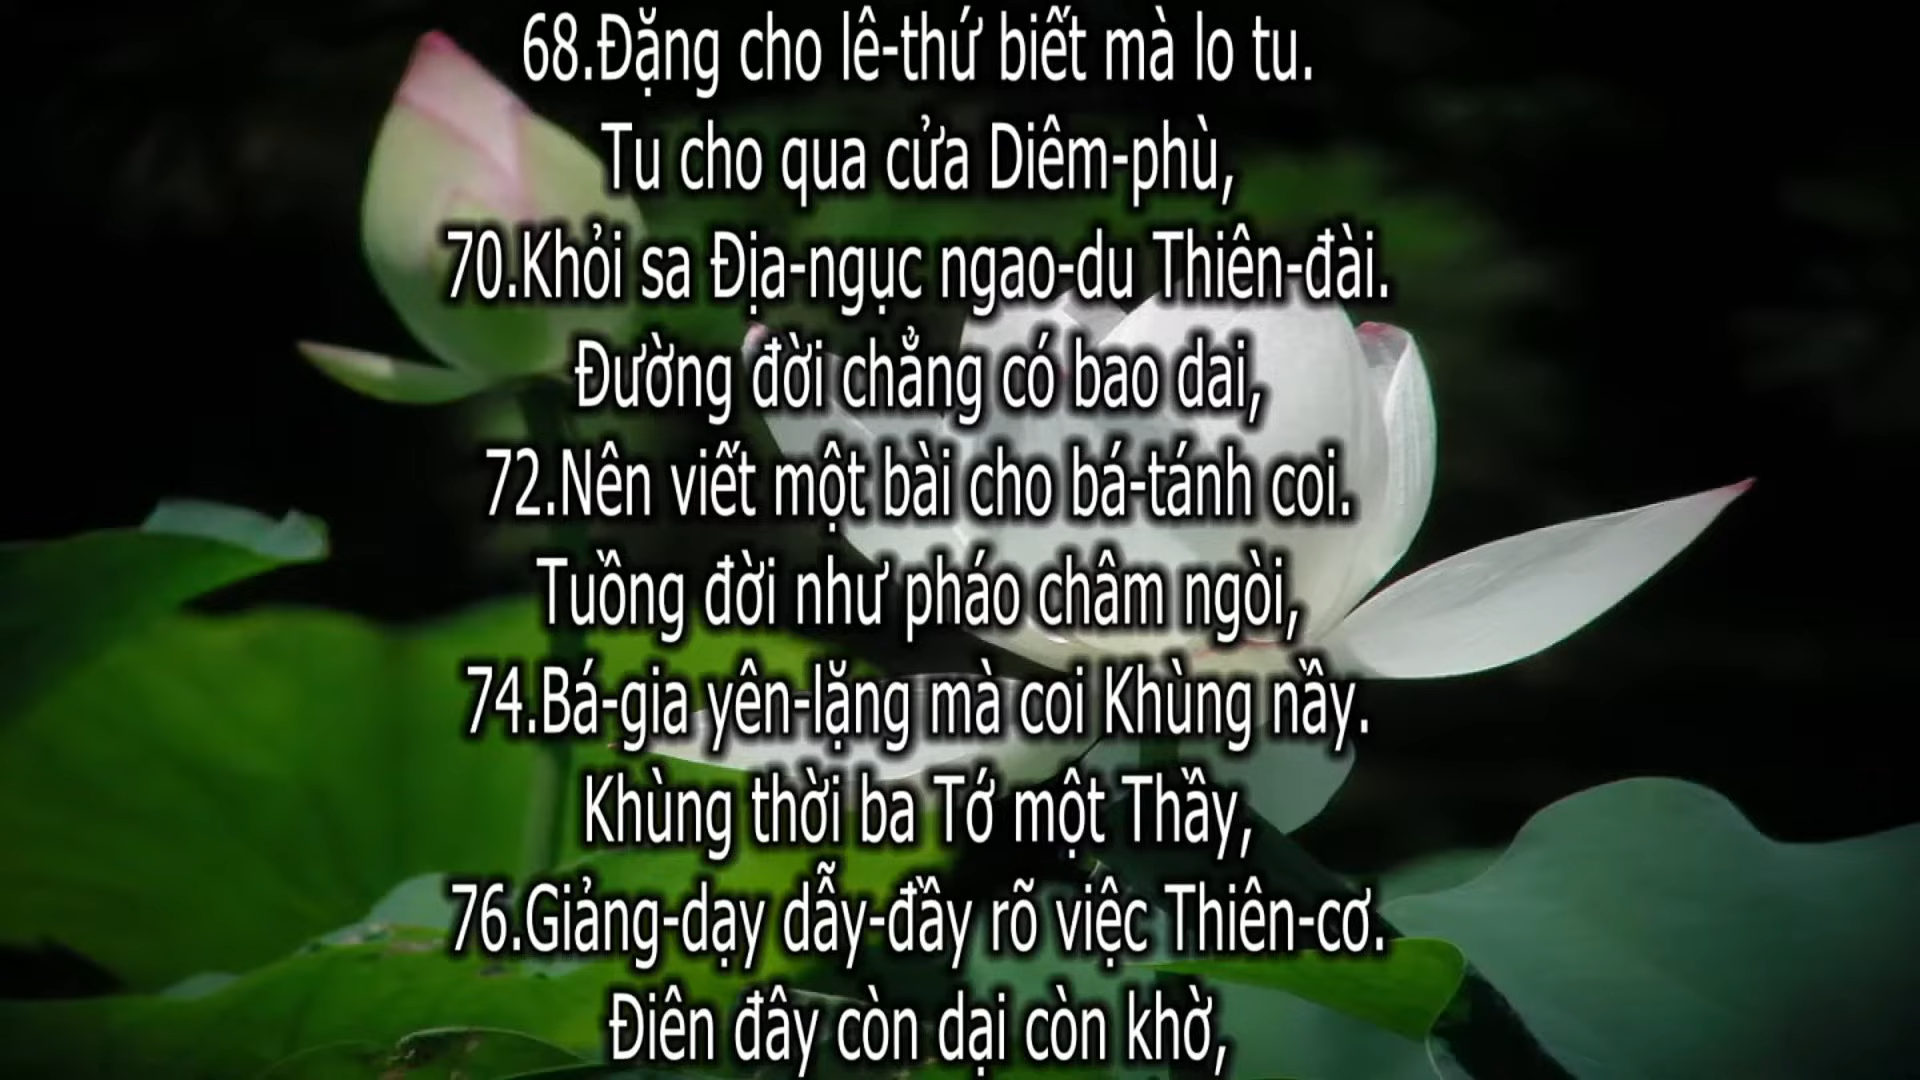 68.Đặng cho lê-thứ biết mà lo tu.
Tu cho qua cửa Diêm-phù,
70.Khỏi sa Địa-ngục ngao-du Thiên-đài.
Đường đời chẳng có bao dai,
72.Nên viết một bài cho bá-tánh coi.
Tuồng đời như pháo châm ngòi,
74.Bá-gia yên-lặng mà coi Khùng nầy.
Khùng thời ba Tớ một Thầy,
76.Giảng-dạy dẫy-đầy rõ việc Thiên-cơ.
Điên đây còn dại còn khờ,